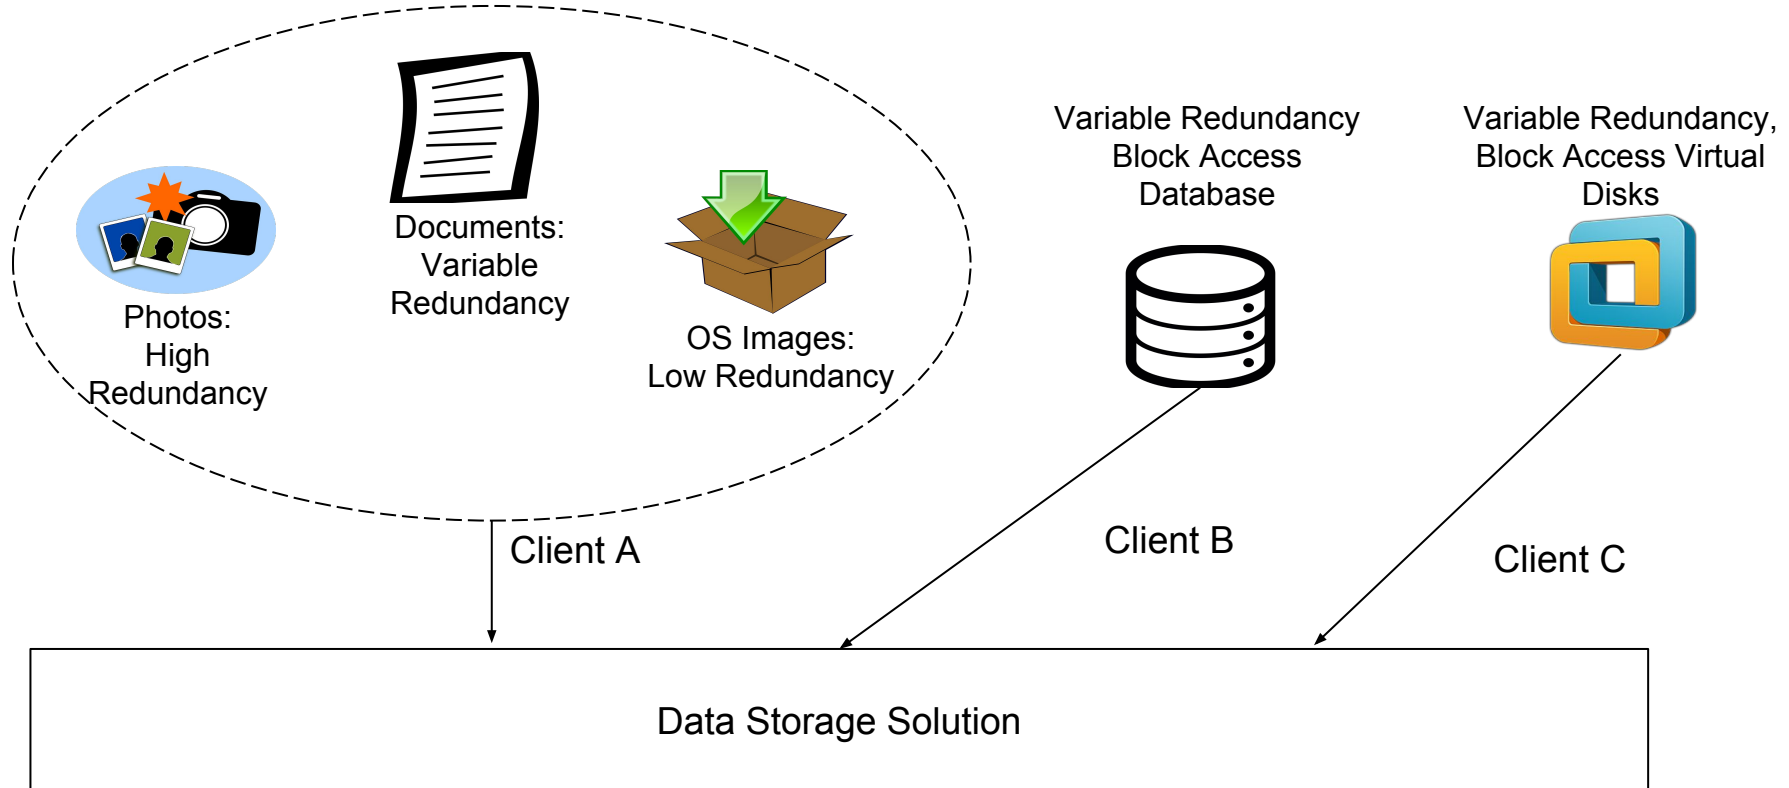 Photos:
High
Redundancy
Documents:
Variable
Redundancy
OS Images:
Low Redundancy
Variable Redundancy
Block Access
Database
Variable Redundancy,
Block Access Virtual
Disks
Client A
Client B
Client C
Data Storage Solution